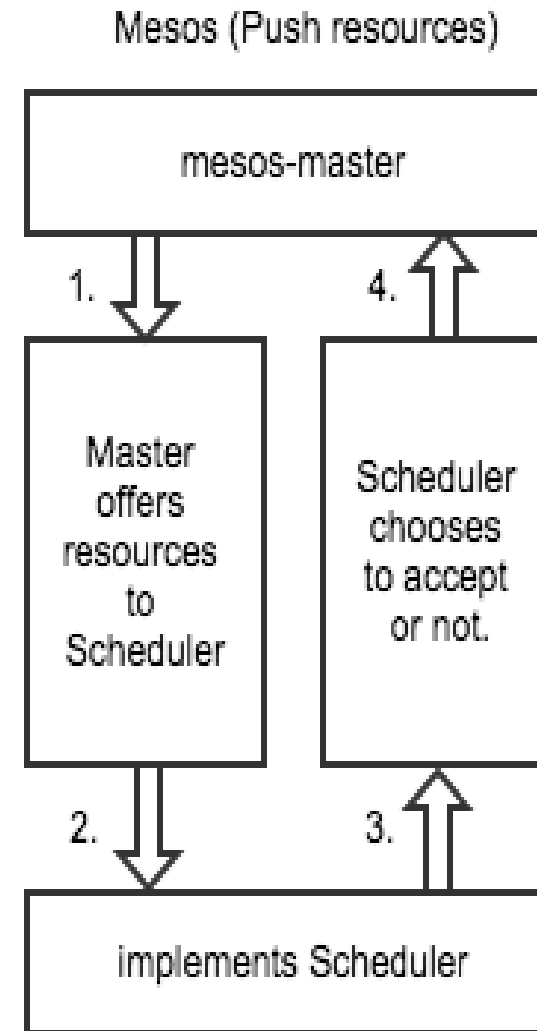 Mesos (Push resources)
mesos-master
1.
4.
Master
offers
resources
to
Scheduler
Scheduler
chooses
to accept
or not.
2.
3.
implements Scheduler